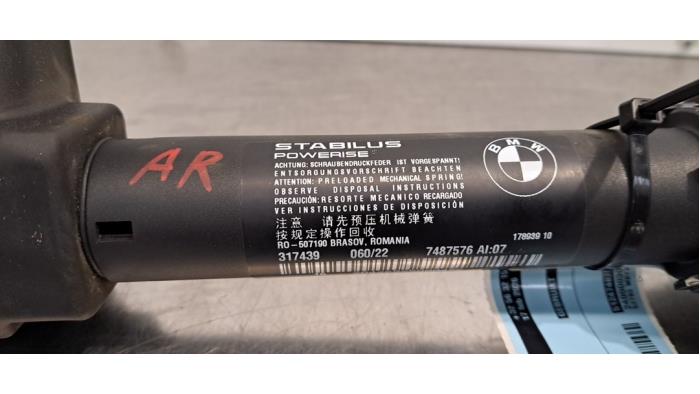 AR
STABILUS
POWERISE
ACHTUNG: SCHRAUBENDRUCKFEDER IST VORGESPANNT!
ENTSORGUNGSVORSCHRIFT BEACHTEN
ATTENTION: PRELOADED MECHANICAL SPRING!
OBSERVE DISPOSAL INSTRUCTIONS
PRECAUCIÓN: RESORTE MECANICO RECARGADO
VER INSTRUCCIONES DE DISPOSICIÓN
注意 请先预压机械弹簧
按规定操作回收
RO-507190 BRASOV, ROMANIA
317439 060/22 7487576 AI:07
BMW
178939 10